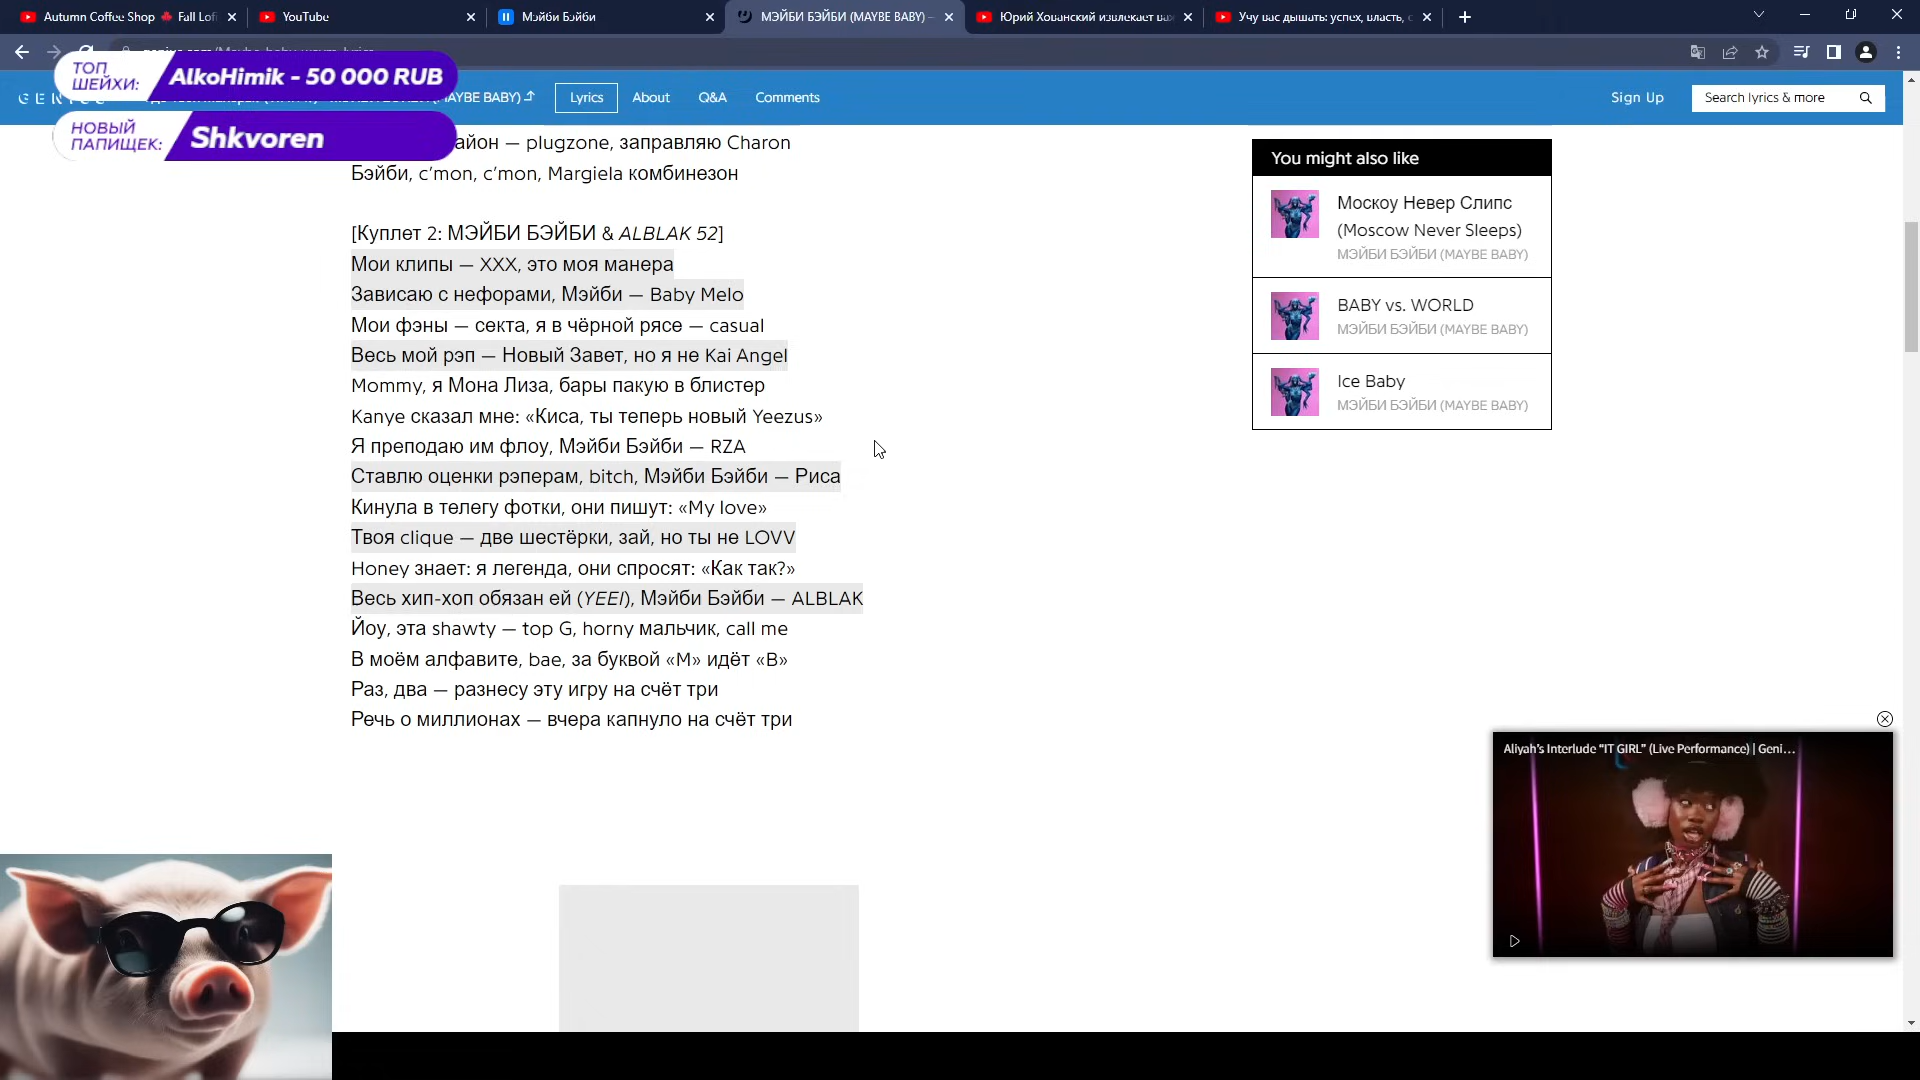 Autumn Coffee Shop 🍁 Fall Lofi
YouTube
Мэйби Бэйби
МЭЙБИ БЭЙБИ (MAYBE BABY) –
Юрий Хованский извлекает ва
Учу вас дышать: успех, власть, с
ТОП ШЕЙХИ:
AlkoHimik - 50 000 RUB
НОВЫЙ ПАПИЩЕК:
Shkvoren
MAYBE BABY)
Lyrics
About
Q&A
Comments
Sign Up
Search lyrics & more
айон — plugzone, заправляю Charon
Бэйби, c’mon, c’mon, Margiela комбинезон
[Куплет 2: МЭЙБИ БЭЙБИ & ALBLAK 52]
Мои клипы — XXX, это моя манера
Зависаю с нефорами, Мэйби — Baby Melo
Мои фэны — секта, я в чёрной рясе — casual
Весь мой рэп — Новый Завет, но я не Kai Angel
Mommy, я Мона Лиза, бары пакую в блистер
Kanye сказал мне: «Киса, ты теперь новый Yeezus»
Я преподаю им флоу, Мэйби Бэйби — RZA
Ставлю оценки рэперам, bitch, Мэйби Бэйби — Риса
Кинула в телегу фотки, они пишут: «My love»
Твоя clique — две шестёрки, зай, но ты не LOVV
Honey знает: я легенда, они спросят: «Как так?»
Весь хип-хоп обязан ей (YEEI), Мэйби Бэйби — ALBLAK
Йоу, эта shawty — top G, horny мальчик, call me
В моём алфавите, bae, за буквой «М» идёт «В»
Раз, два — разнесу эту игру на счёт три
Речь о миллионах — вчера капнуло на счёт три
You might also like
Москоу Невер Слипс
(Moscow Never Sleeps)
МЭЙБИ БЭЙБИ (MAYBE BABY)
BABY vs. WORLD
МЭЙБИ БЭЙБИ (MAYBE BABY)
Ice Baby
МЭЙБИ БЭЙБИ (MAYBE BABY)
Aliyah’s Interlude “IT GIRL” (Live Performance) | Geni...